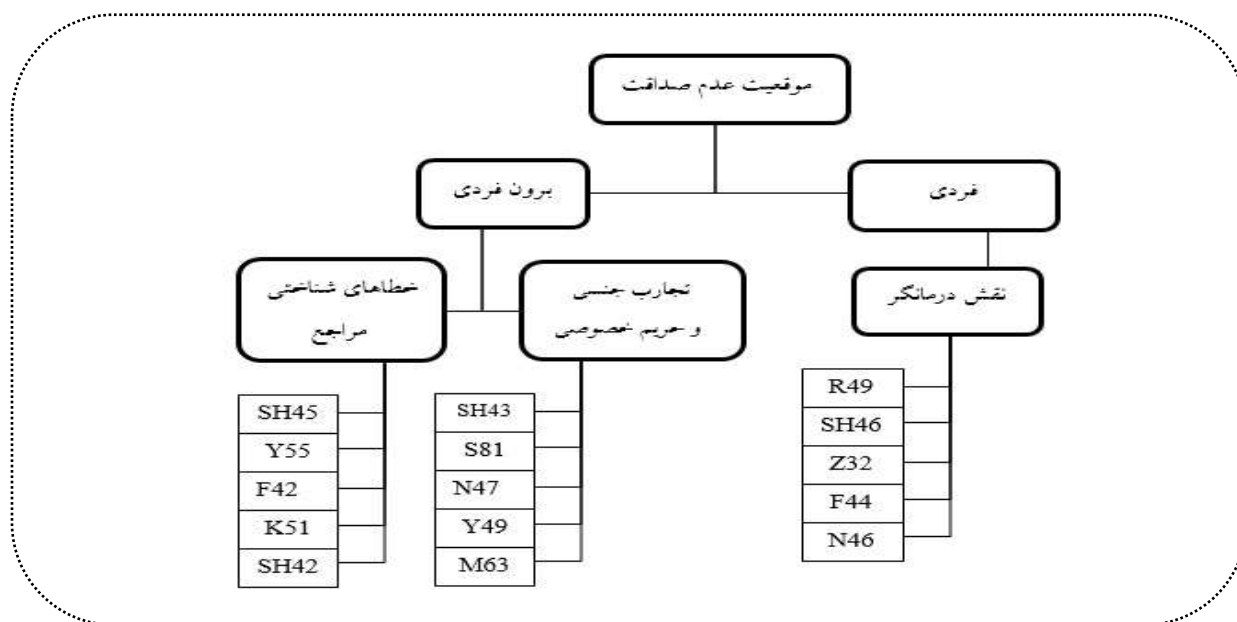 موقعیت عدم صداقت
فردی
برون فردی
نقش درمانگر
تجارب جنسی
و حریم خصوصی
خطاهای شناختی
مراجع
R49
SH46
Z32
F44
N46
SH43
S81
N47
Y49
M63
SH45
Y55
F42
K51
SH42